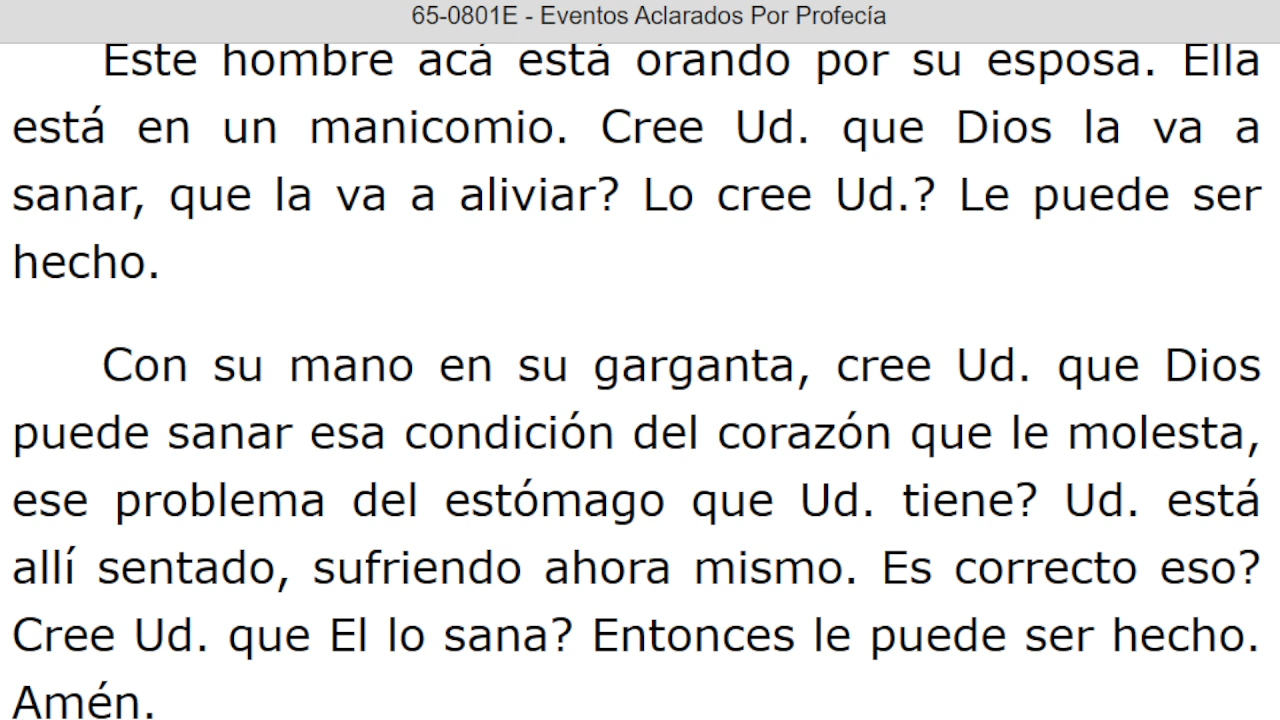 65-0801E - Eventos Aclarados Por Profecía
Este hombre acá está orando por su esposa. Ella
está en un manicomio. Cree Ud. que Dios la va a
sanar, que la va a aliviar? Lo cree Ud.? Le puede ser
hecho.
Con su mano en su garganta, cree Ud. que Dios
puede sanar esa condición del corazón que le molesta,
ese problema del estómago que Ud. tiene? Ud. está
allí sentado, sufriendo ahora mismo. Es correcto eso?
Cree Ud. que El lo sana? Entonces le puede ser hecho.
Amén.